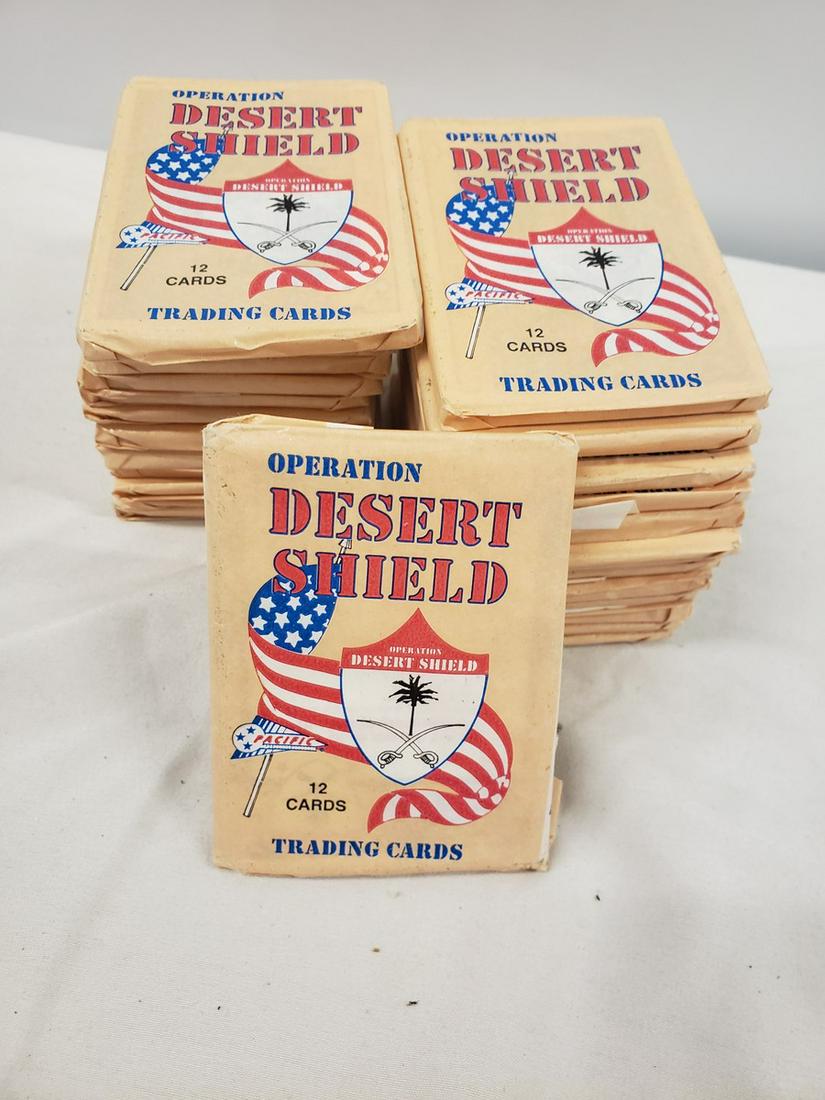 OPERATION
DESERT
SHIELD
OPERATION
DESERT SHIELD
PACIFIC
12
CARDS
TRADING CARDS
OPERATION
DESERT
SHIELD
OPERATION
DESERT SHIELD
PACIFIC
12
CARDS
TRADING CARDS
OPERATION
DESERT
SHIELD
OPERATION
DESERT SHIELD
PACIFIC
12
CARDS
TRADING CARDS